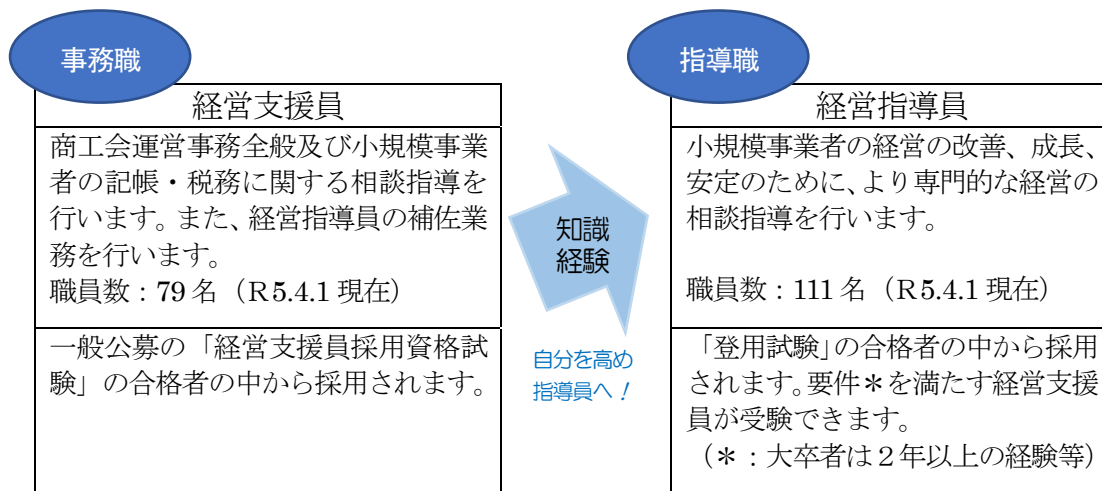 事務職
経営支援員
商工会運営事務全般及び小規模事業
者の記帳・税務に関する相談指導を
行います。また、経営指導員の補佐業
務を行います。
職員数：79名（R5.4.1現在）
一般公募の「経営支援員採用資格試
験」の合格者の中から採用されます。
知識
経験
自分を高め
指導員へ！
指導職
経営指導員
小規模事業者の経営の改善、成長、
安定のために、より専門的な経営の
相談指導を行います。
職員数：111名（R5.4.1現在）
「登用試験」の合格者の中から採用
されます。要件＊を満たす経営支援
員が受験できます。
（＊：大卒者は２年以上の経験等）